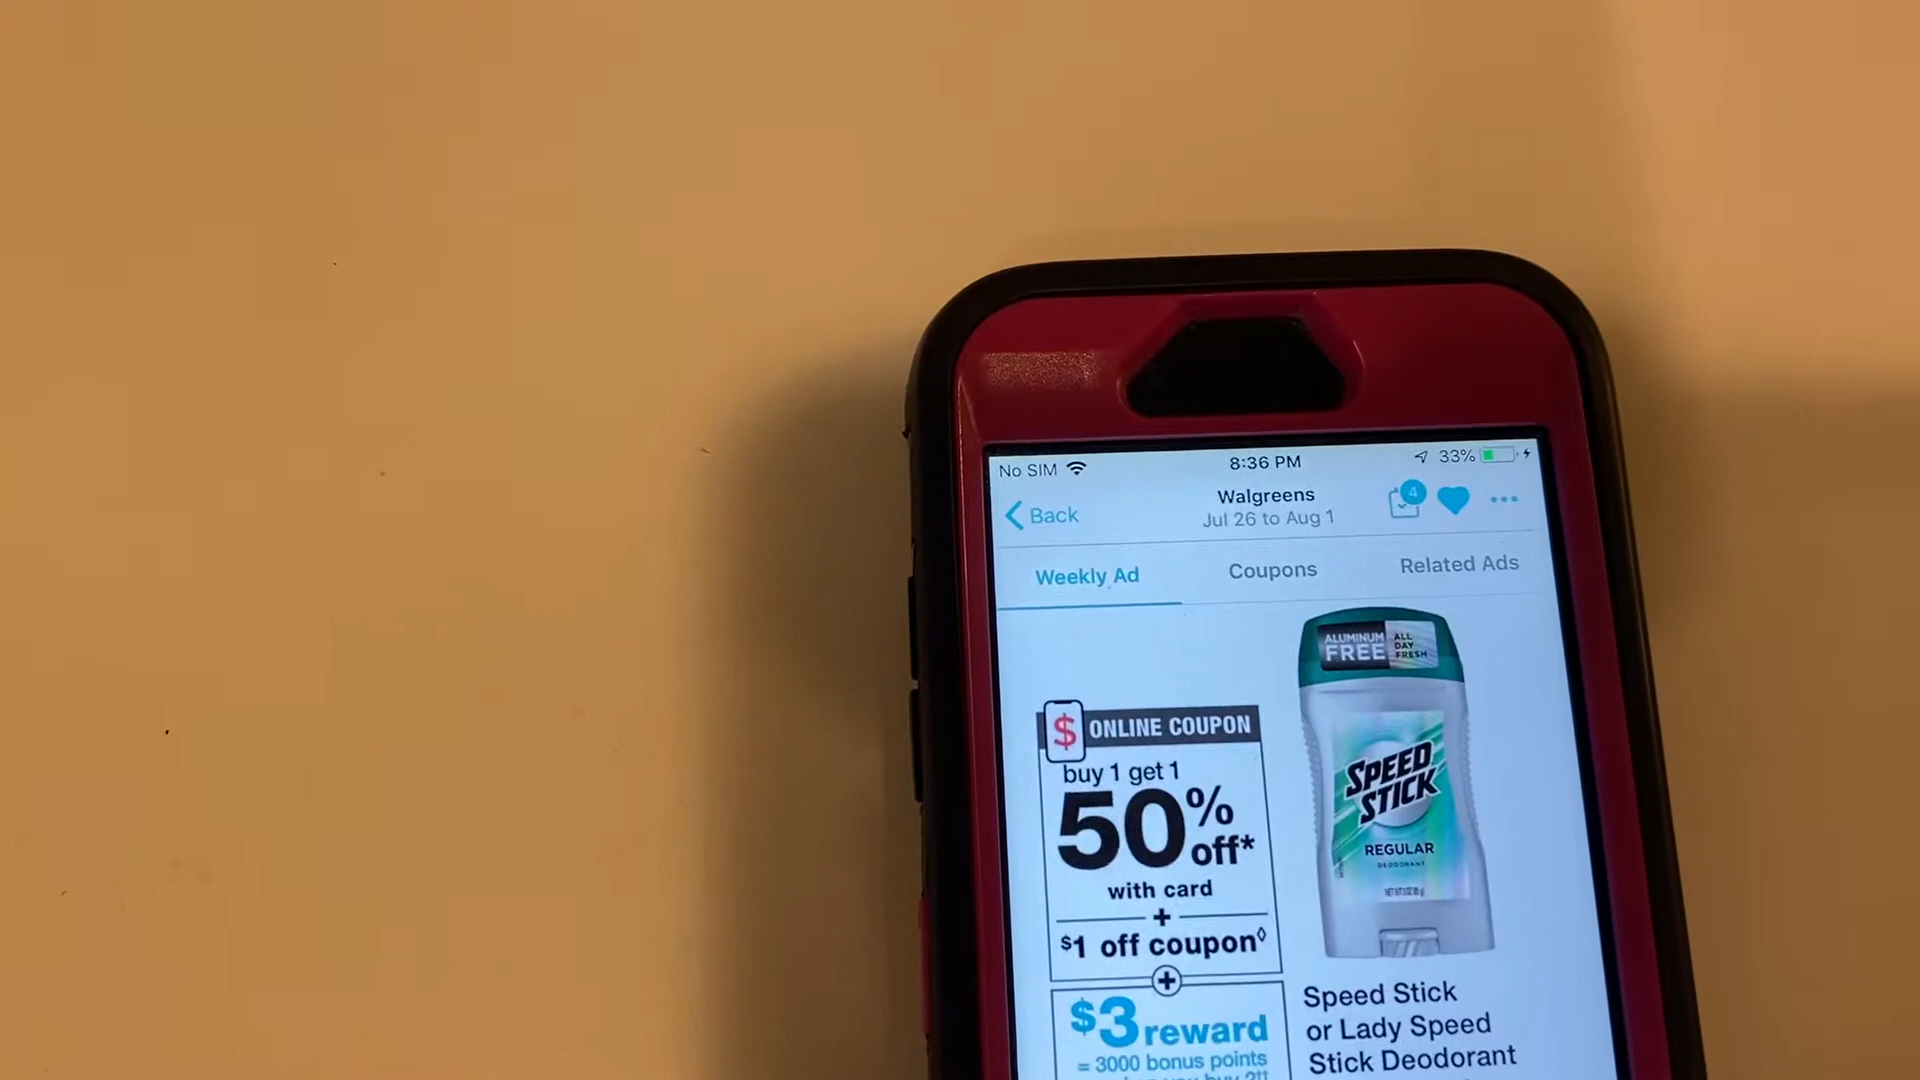 No SIM 8:36 PM 33%
Back Walgreens 4
Jul 26 to Aug 1
Weekly Ad Coupons Related Ads
ALUMINUM FREE ALL DAY FRESH
$ ONLINE COUPON
buy 1 get 1
50% off*
with card
+
$1 off coupon◊
+
$3 reward
= 3000 bonus points
SPEED
STICK
REGULAR
DEODORANT
Speed Stick
or Lady Speed
Stick Deodorant